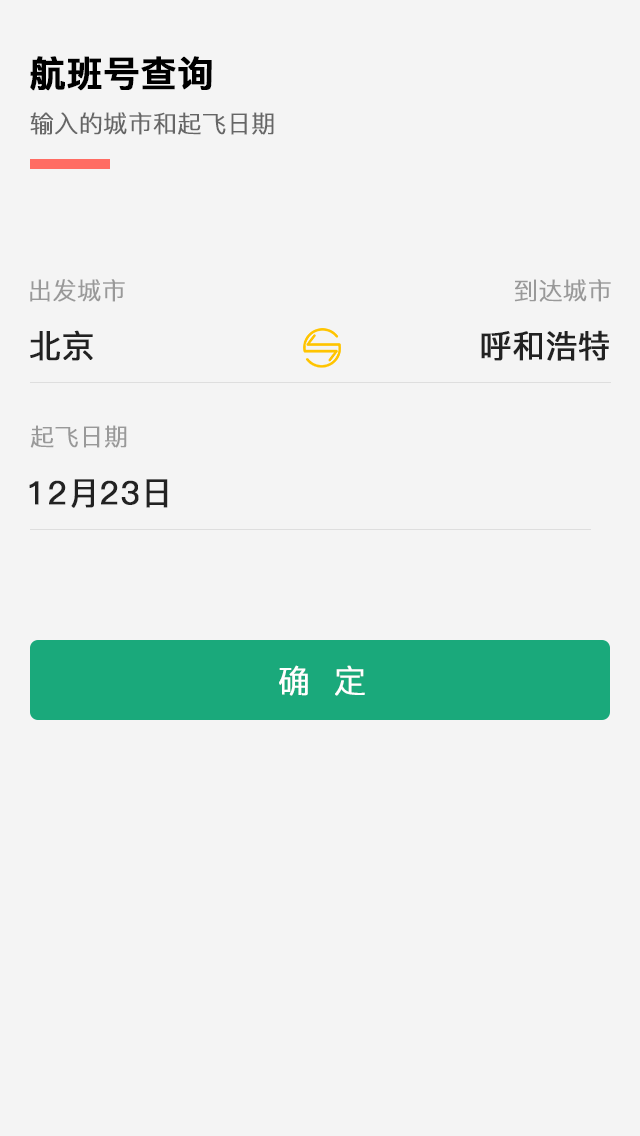 航班号查询
输入的城市和起飞日期
出发城市 到达城市
北京 呼和浩特
起飞日期
12月23日
确 定